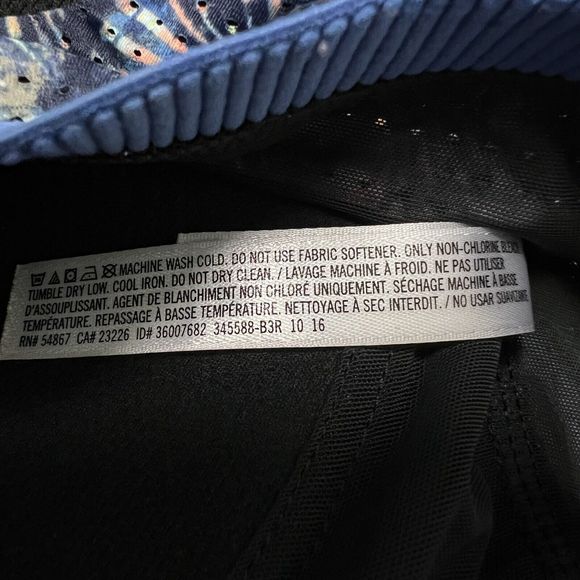 MACHINE WASH COLD. DO NOT USE FABRIC SOFTENER. ONLY NON-CHLORINE BLEACH
TUMBLE DRY LOW. COOL IRON. DO NOT DRY CLEAN. / LAVAGE MACHINE À FROID. NE PAS UTILISER
D'ASSOUPLISSANT. AGENT DE BLANCHIMENT NON CHLORÉ UNIQUEMENT. SÉCHAGE MACHINE À BASSE
TEMPÉRATURE. REPASSAGE À BASSE TEMPÉRATURE. NETTOYAGE À SEC INTERDIT. / NO USAR SUAVIZANTE
RN# 54867 CA# 23226 ID# 36007682 345588-B3R 10 16